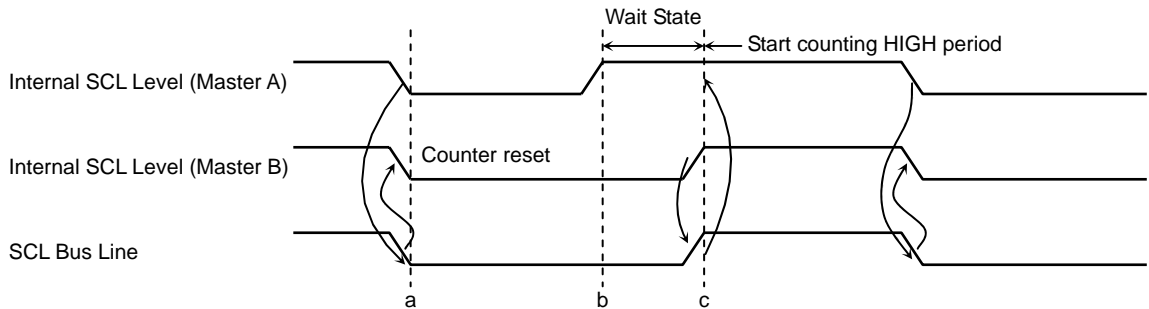 Wait State
Start counting HIGH period
Internal SCL Level (Master A)
Internal SCL Level (Master B)
Counter reset
SCL Bus Line
a
b
c